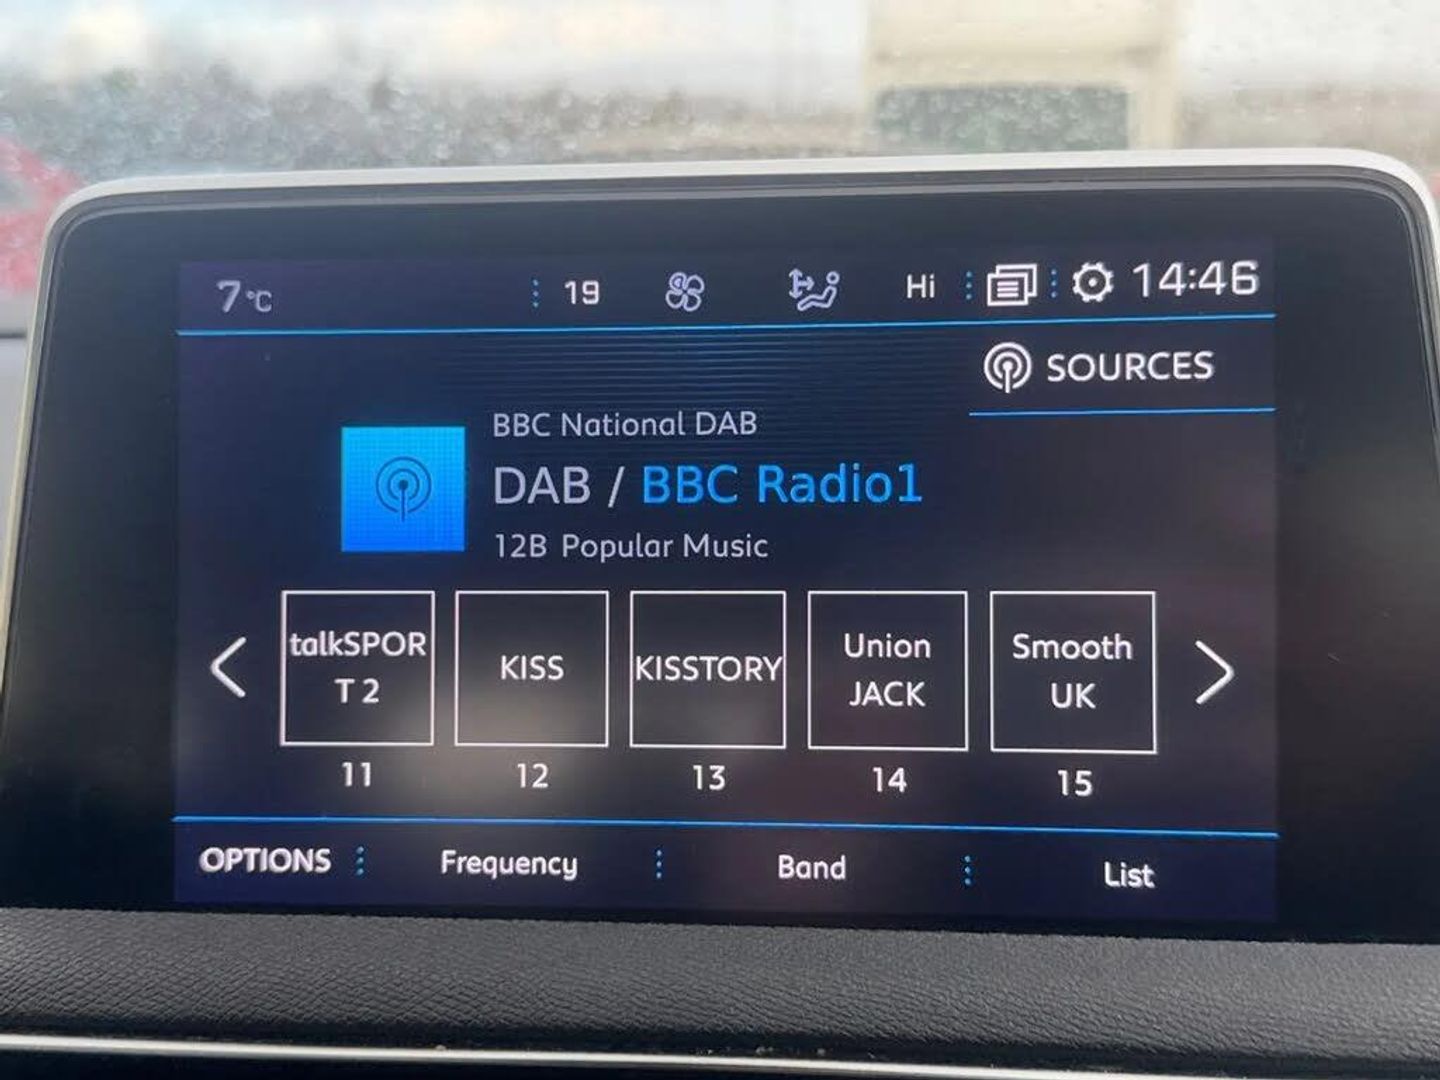 7°C 19 Hi 14:46
SOURCES
BBC National DAB
DAB / BBC Radio1
12B Popular Music
talkSPOR
T 2
KISS
KISSTORY
Union
JACK
Smooth
UK
11 12 13 14 15
OPTIONS Frequency Band List